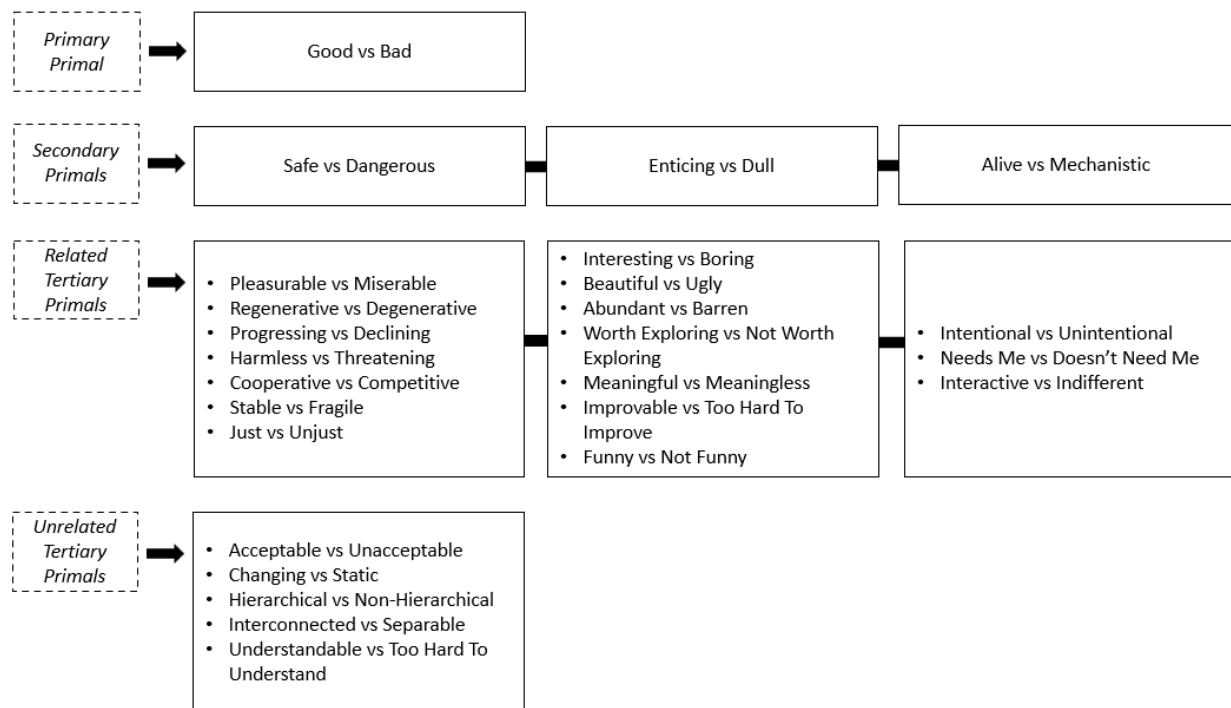 Primary
Primal
Good vs Bad
Secondary
Primals
Safe vs Dangerous
Enticing vs Dull
Alive vs Mechanistic
Related
Tertiary
Primals
• Pleasurable vs Miserable
• Regenerative vs Degenerative
• Progressing vs Declining
• Harmless vs Threatening
• Cooperative vs Competitive
• Stable vs Fragile
• Just vs Unjust
• Interesting vs Boring
• Beautiful vs Ugly
• Abundant vs Barren
• Worth Exploring vs Not Worth
Exploring
• Meaningful vs Meaningless
• Improvable vs Too Hard To
Improve
• Funny vs Not Funny
• Intentional vs Unintentional
• Needs Me vs Doesn’t Need Me
• Interactive vs Indifferent
Unrelated
Tertiary
Primals
• Acceptable vs Unacceptable
• Changing vs Static
• Hierarchical vs Non-Hierarchical
• Interconnected vs Separable
• Understandable vs Too Hard To
Understand